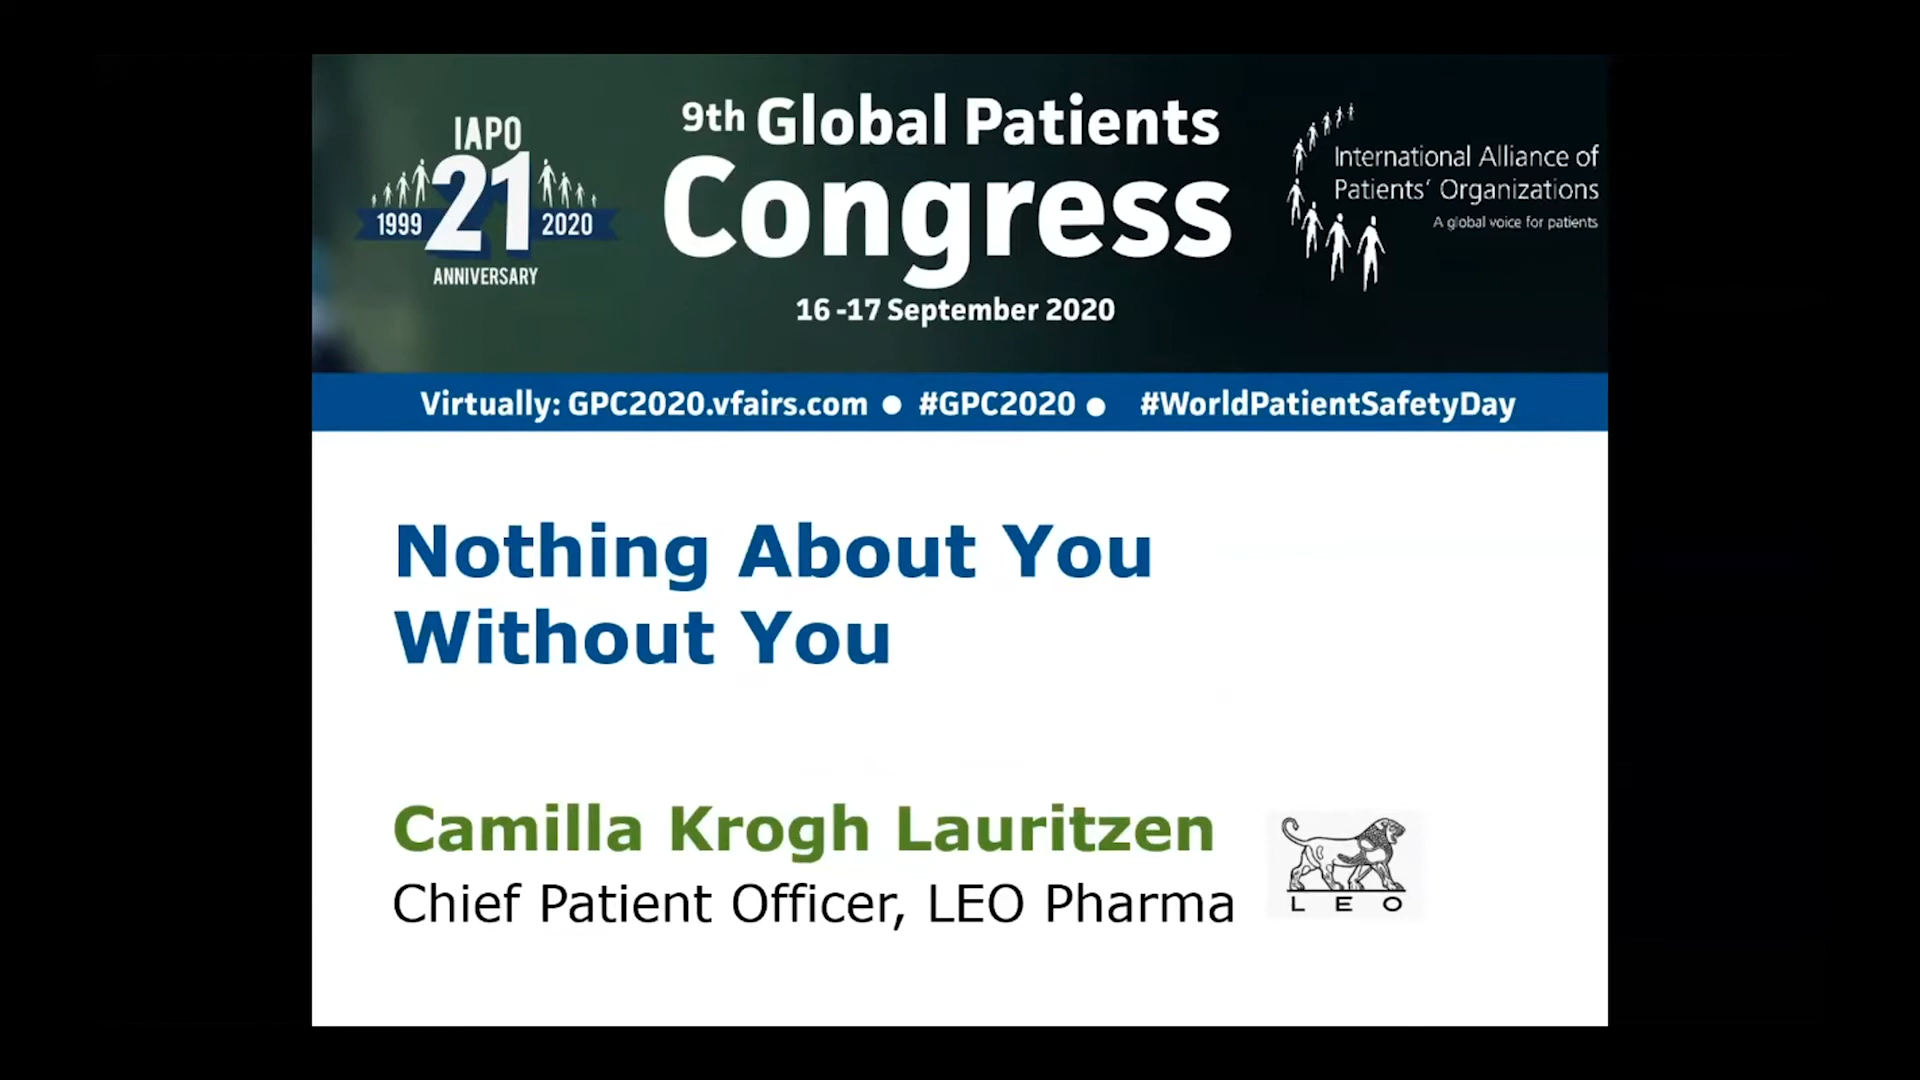 IAPO
21
1999 2020
ANNIVERSARY
9th Global Patients
Congress
16 -17 September 2020
International Alliance of
Patients’ Organizations
A global voice for patients
Virtually: GPC2020.vfairs.com ● #GPC2020 ● #WorldPatientSafetyDay
Nothing About You
Without You
Camilla Krogh Lauritzen
Chief Patient Officer, LEO Pharma
LEO